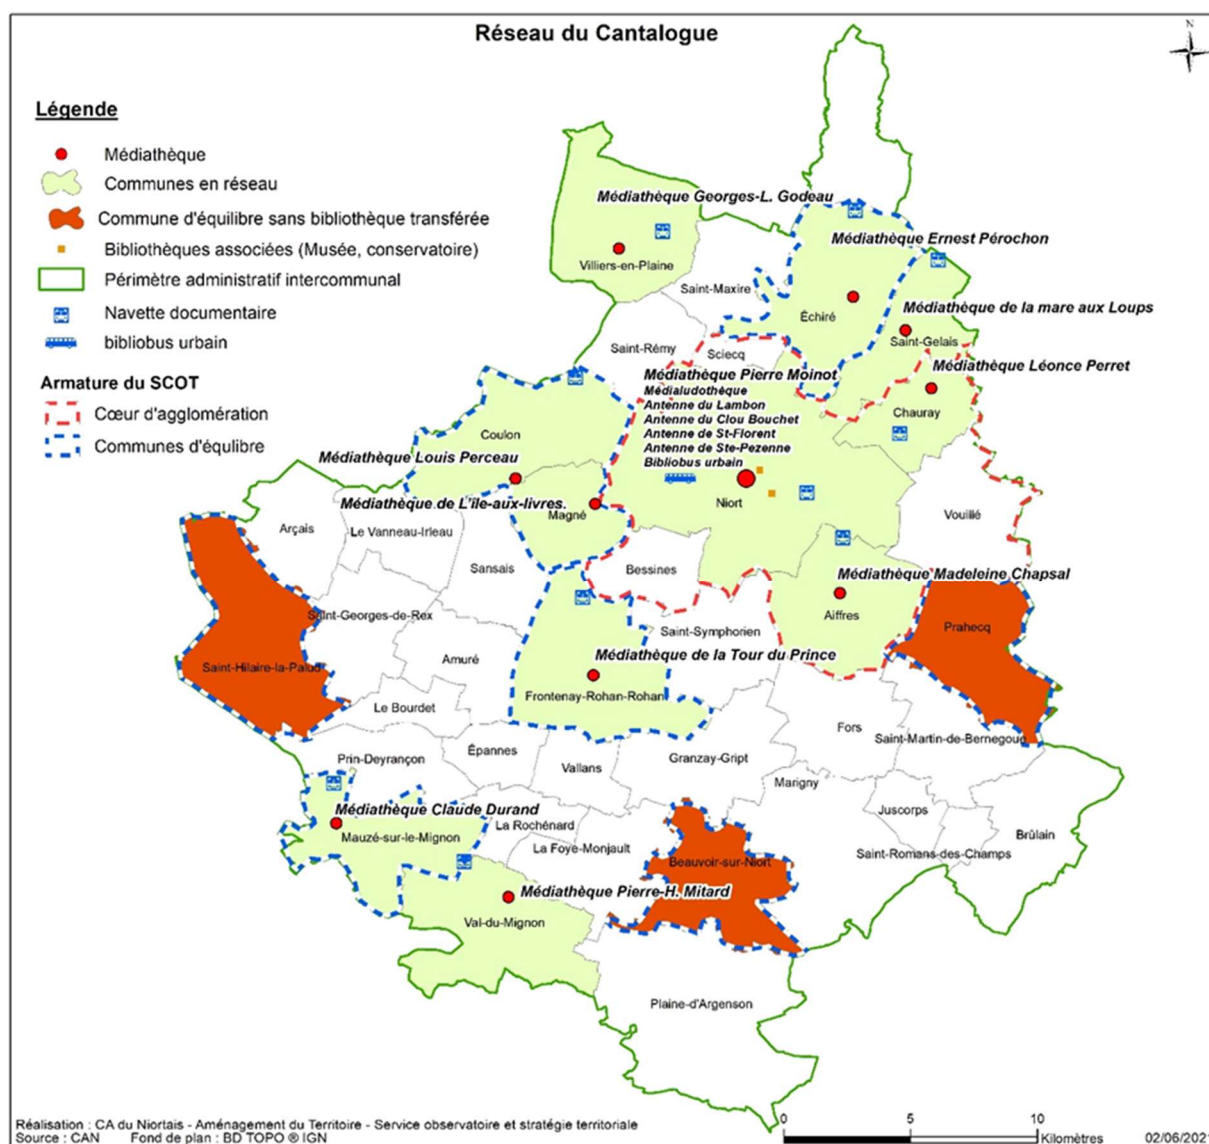 Réseau du Cantalogue
N
Légende
Médiathèque
Communes en réseau
Commune d'équilibre sans bibliothèque transférée
Bibliothèques associées (Musée, conservatoire)
Périmètre administratif intercommunal
Navette documentaire
bibliobus urbain
Armature du SCOT
Cœur d'agglomération
Communes d'équlibre
Médiathèque Georges-L. Godeau
Villiers-en-Plaine
Médiathèque Ernest Pérochon
Saint-Maxire
Échiré
Médiathèque de la mare aux Loups
Saint-Gelais
Saint-Rémy
Sciecq
Médiathèque Léonce Perret
Chauray
Médiathèque Pierre Moinot
Médialudothèque
Antenne du Lambon
Antenne du Clou Bouchet
Antenne de St-Florent
Antenne de Ste-Pezenne
Bibliobus urbain
Niort
Coulon
Médiathèque Louis Perceau
Médiathèque de L'île-aux-livres.
Magné
Vouillé
Arçais
Le Vanneau-Irleau
Sansais
Bessines
Médiathèque Madeleine Chapsal
Aiffres
Prahecq
Saint-Georges-de-Rex
Saint-Symphorien
Saint-Hilaire-la-Palud
Amuré
Médiathèque de la Tour du Prince
Frontenay-Rohan-Rohan
Le Bourdet
Fors
Saint-Martin-de-Bernegoue
Prin-Deyrançon
Épannes
Vallans
Granzay-Gript
Marigny
Médiathèque Claude Durand
Mauzé-sur-le-Mignon
La Rochénard
La Foye-Monjault
Juscorps
Brûlain
Saint-Romans-des-Champs
Beauvoir-sur-Niort
Médiathèque Pierre-H. Mitard
Val-du-Mignon
Plaine-d'Argenson
Réalisation : CA du Niortais - Aménagement du Territoire - Service observatoire et stratégie territoriale
Source : CAN Fond de plan : BD TOPO ® IGN
0 5 10
Kilomètres
02/06/2021